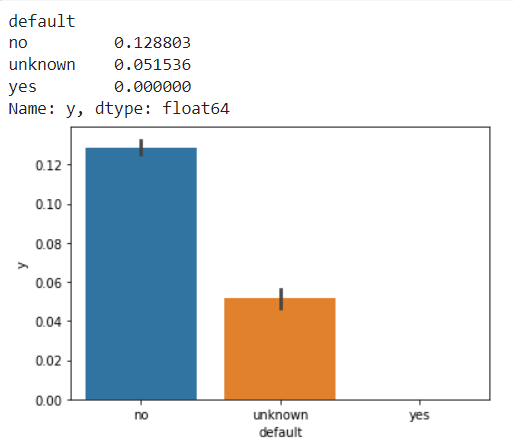 default
no 0.128803
unknown 0.051536
yes 0.000000
Name: y, dtype: float64
0.12
0.10
0.08
0.06
0.04
0.02
0.00
y
no unknown yes
default